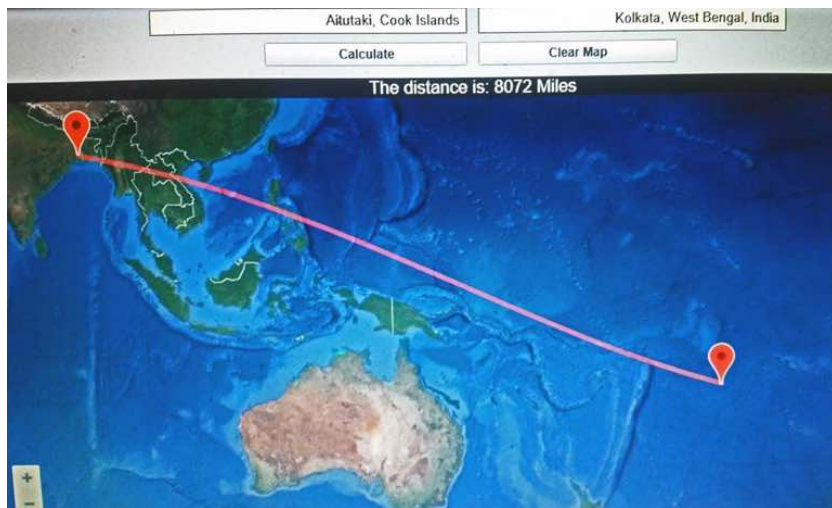 Aitutaki, Cook Islands
Kolkata, West Bengal, India
Calculate
Clear Map
The distance is: 8072 Miles
+
−